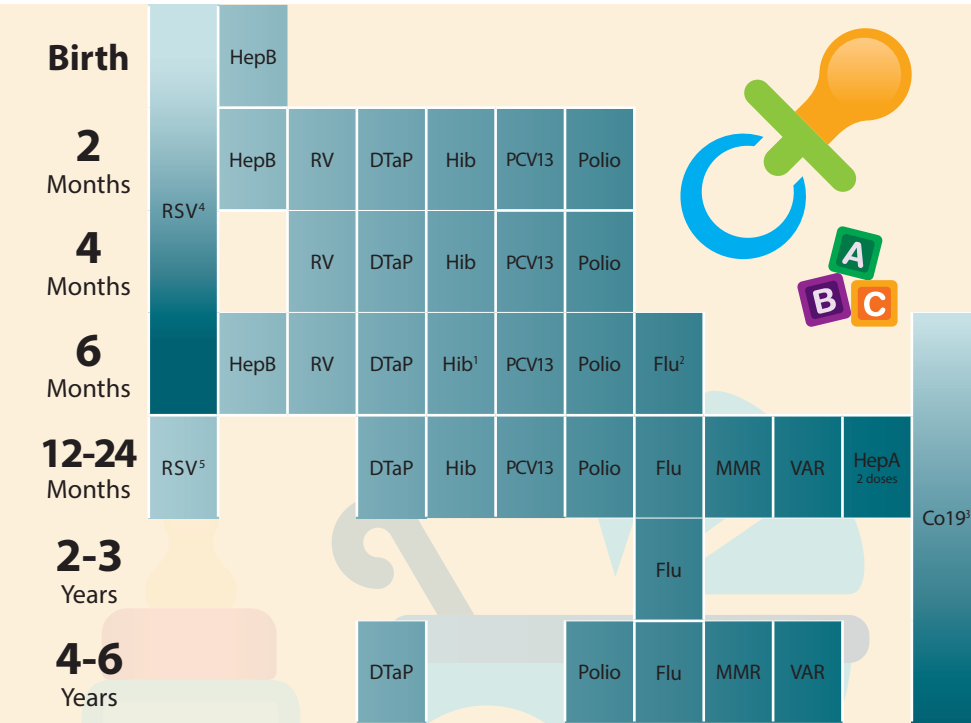 Birth
HepB
2
Months
HepB RV DTaP Hib PCV13 Polio
RSV⁴
4
Months
RV DTaP Hib PCV13 Polio
A
B C
6
Months
HepB RV DTaP Hib¹ PCV13 Polio Flu²
12-24
Months
RSV⁵ DTaP Hib PCV13 Polio Flu MMR VAR HepA
2 doses
Co19³
2-3
Years
Flu
4-6
Years
DTaP Polio Flu MMR VAR